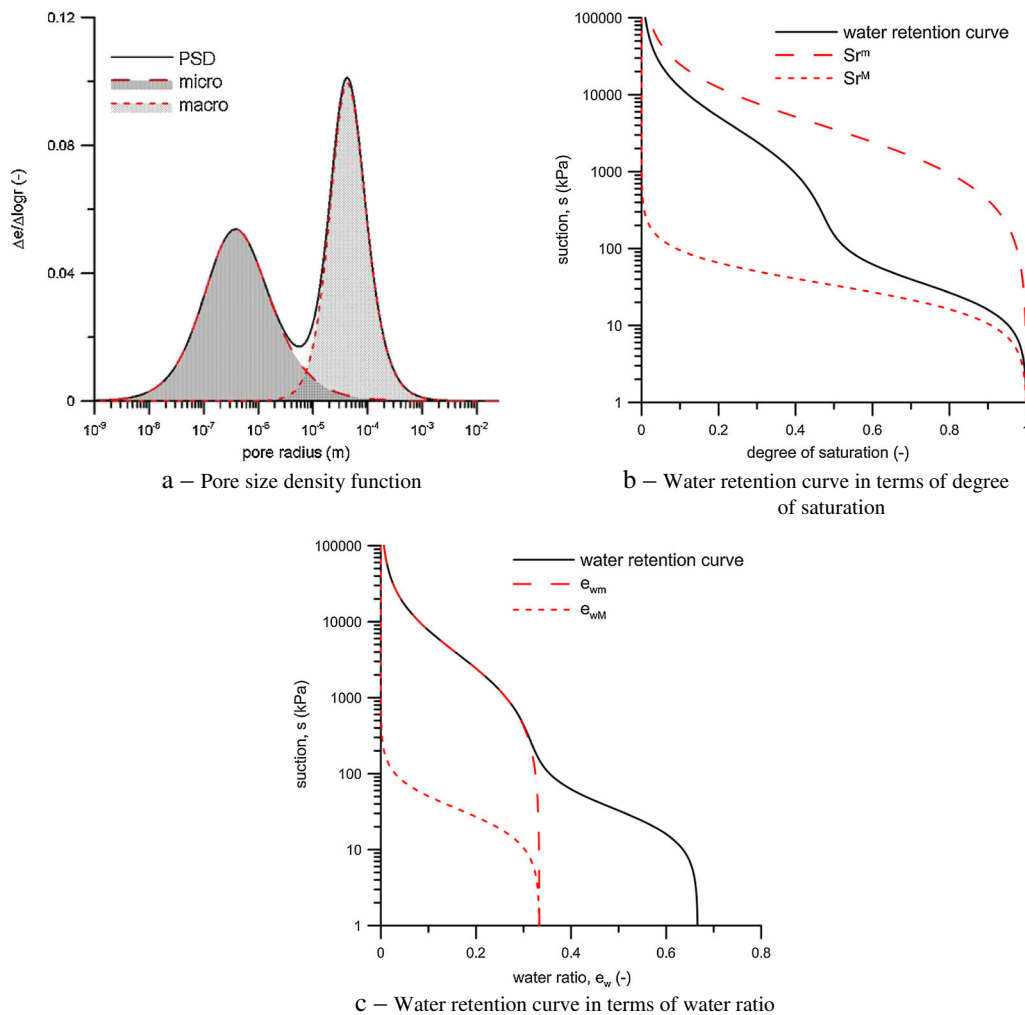 0.12
0.08
0.04
0
Δe/Δlogr (-)
PSD
micro
macro
10⁻⁹ 10⁻⁸ 10⁻⁷ 10⁻⁶ 10⁻⁵ 10⁻⁴ 10⁻³ 10⁻²
pore radius (m)
a – Pore size density function
100000
10000
1000
100
10
1
suction, s (kPa)
water retention curve
Srᵐ
Srᴹ
0 0.2 0.4 0.6 0.8 1
degree of saturation (-)
b – Water retention curve in terms of degree
of saturation
100000
10000
1000
100
10
1
suction, s (kPa)
water retention curve
e_wm
e_wM
0 0.2 0.4 0.6 0.8
water ratio, e_w (-)
c – Water retention curve in terms of water ratio